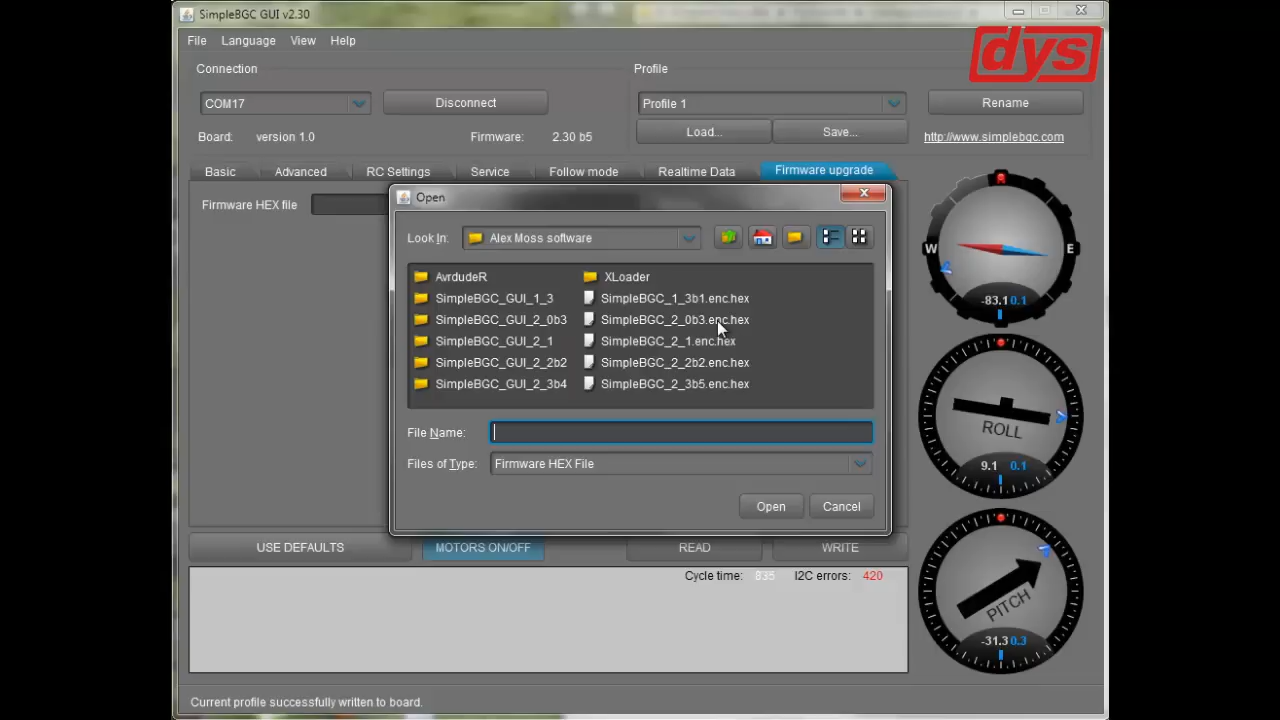 SimpleBGC GUI v2.30
dys
File Language View Help
Connection
Profile
COM17
Disconnect
Profile 1
Rename
Load...
Save...
Board: version 1.0 Firmware: 2.30 b5
http://www.simplebgc.com
Basic Advanced RC Settings Service Follow mode Realtime Data Firmware upgrade
Firmware HEX file
Open
Look In: Alex Moss software
AvrdudeR
SimpleBGC_GUI_1_3
SimpleBGC_GUI_2_0b3
SimpleBGC_GUI_2_1
SimpleBGC_GUI_2_2b2
SimpleBGC_GUI_2_3b4
XLoader
SimpleBGC_1_3b1.enc.hex
SimpleBGC_2_0b3.enc.hex
SimpleBGC_2_1.enc.hex
SimpleBGC_2_2b2.enc.hex
SimpleBGC_2_3b5.enc.hex
File Name:
Files of Type: Firmware HEX File
Open Cancel
W E
-83.1 0.1
ROLL
9.1 0.1
PITCH
-31.3 0.3
USE DEFAULTS MOTORS ON/OFF READ WRITE
Cycle time: 835 I2C errors: 420
Current profile successfully written to board.